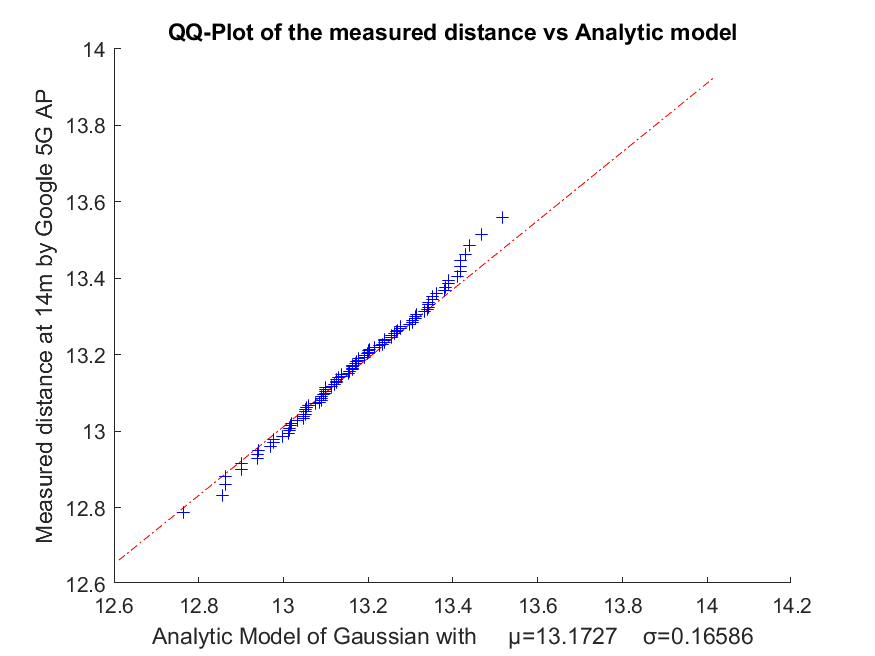 QQ-Plot of the measured distance vs Analytic model
Measured distance at 14m by Google 5G AP
14
13.8
13.6
13.4
13.2
13
12.8
12.6
12.6 12.8 13 13.2 13.4 13.6 13.8 14 14.2
Analytic Model of Gaussian with μ=13.1727 σ=0.16586